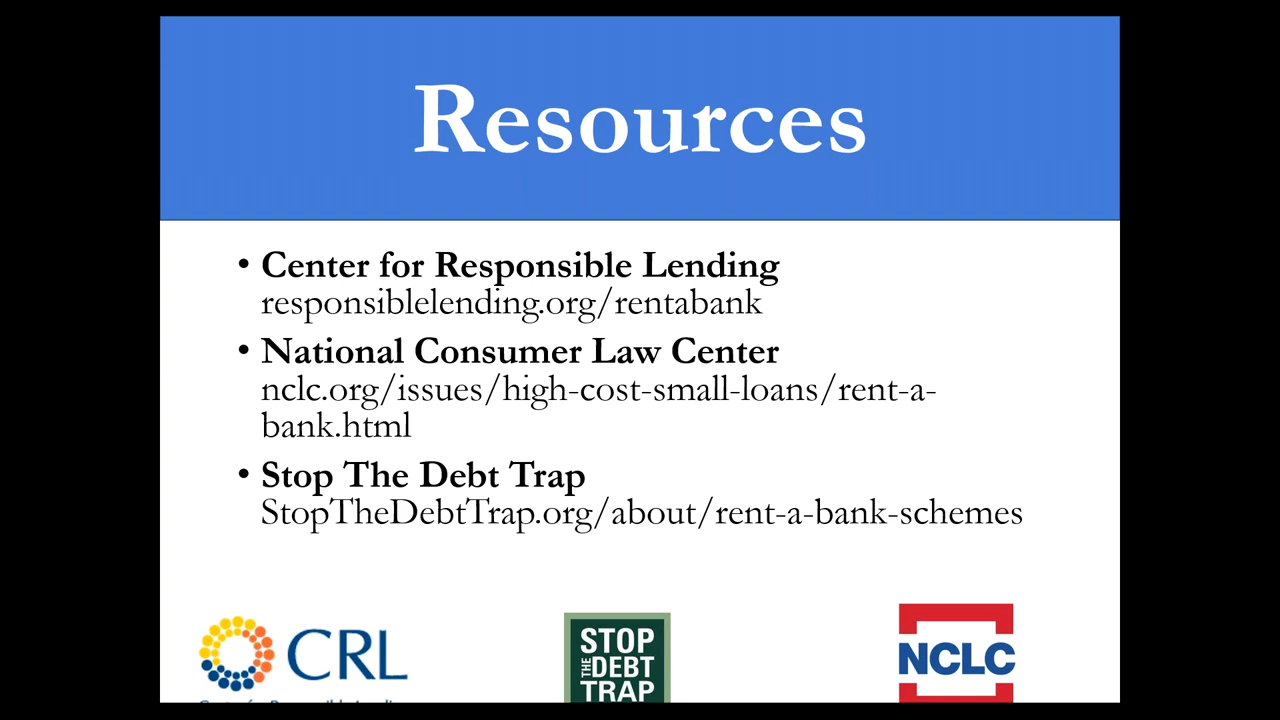 Resources
• Center for Responsible Lending
responsiblelending.org/rentabank
• National Consumer Law Center
nclc.org/issues/high-cost-small-loans/rent-a-
bank.html
• Stop The Debt Trap
StopTheDebtTrap.org/about/rent-a-bank-schemes
CRL
STOP
THE DEBT
TRAP
NCLC